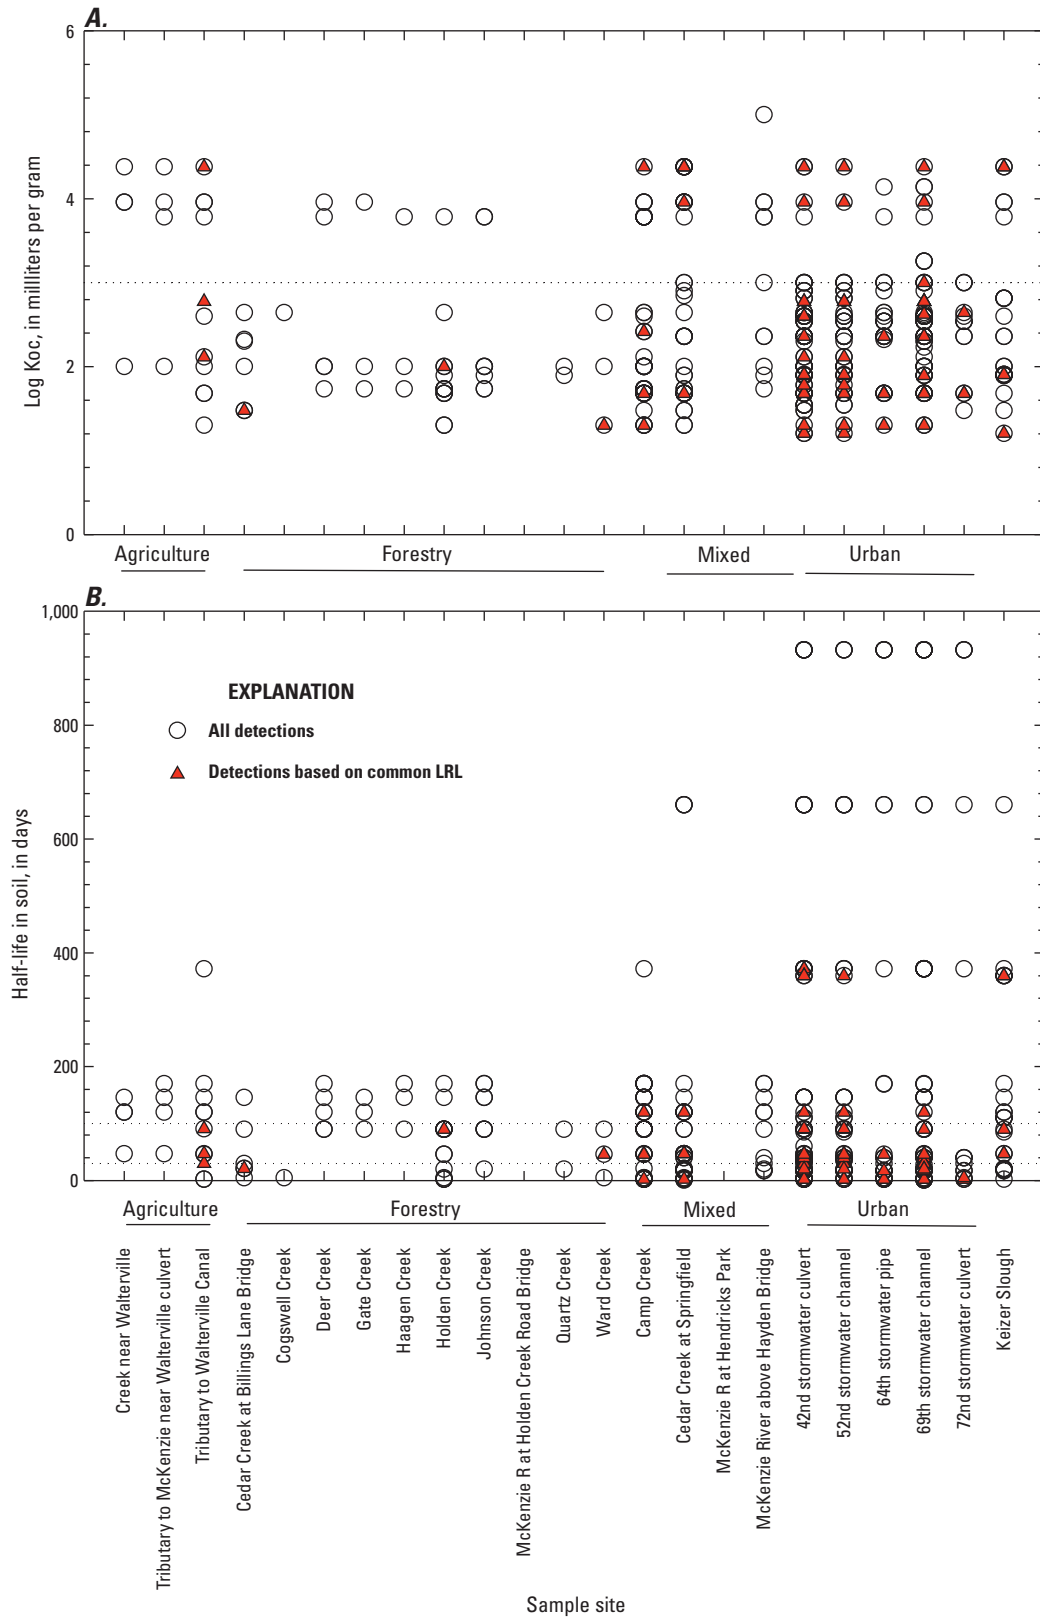 A.
6
4
2
0
Log Koc, in milliliters per gram
Agriculture
Forestry
Mixed
Urban
B.
1,000
800
600
400
200
0
Half-life in soil, in days
EXPLANATION
All detections
Detections based on common LRL
Agriculture
Forestry
Mixed
Urban
Creek near Walterville
Tributary to McKenzie near Walterville culvert
Tributary to Walterville Canal
Cedar Creek at Billings Lane Bridge
Cogswell Creek
Deer Creek
Gate Creek
Haagen Creek
Holden Creek
Johnson Creek
McKenzie R at Holden Creek Road Bridge
Quartz Creek
Ward Creek
Camp Creek
Cedar Creek at Springfield
McKenzie R at Hendricks Park
McKenzie River above Hayden Bridge
42nd stormwater culvert
52nd stormwater channel
64th stormwater pipe
69th stormwater channel
72nd stormwater culvert
Keizer Slough
Sample site